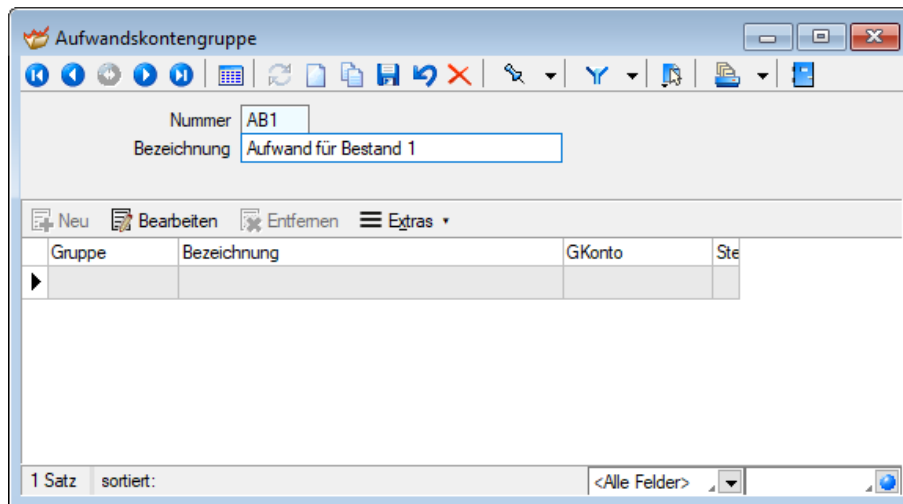 Aufwandskontengruppe
Nummer AB1
Bezeichnung Aufwand für Bestand 1
Neu Bearbeiten Entfernen Extras
Gruppe Bezeichnung GKonto Ste
1 Satz sortiert: <Alle Felder>